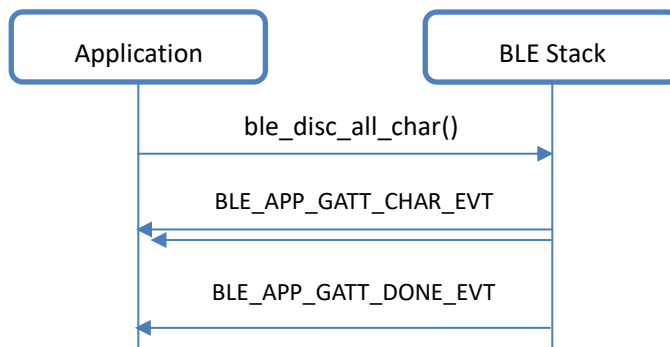 Application
BLE Stack
ble_disc_all_char()
BLE_APP_GATT_CHAR_EVT
BLE_APP_GATT_DONE_EVT